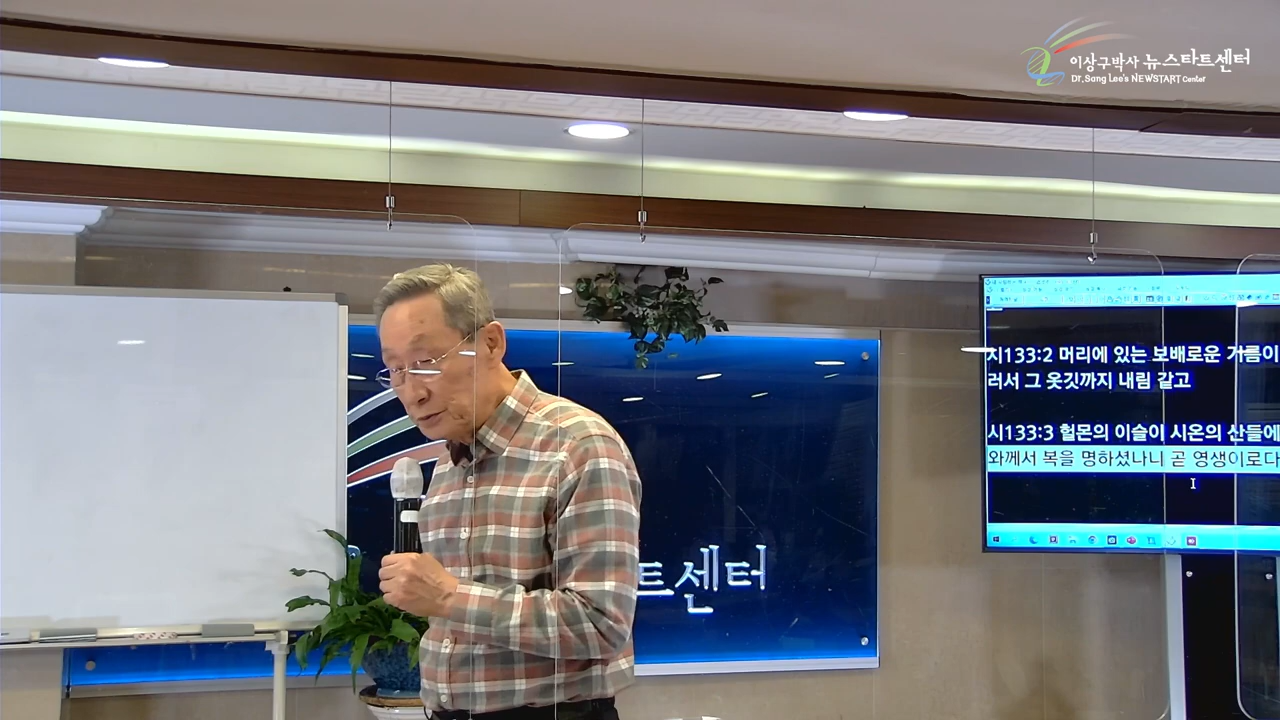 이상구박사 뉴스타트센터
Dr. Sang Lee's NEWSTART Center
시133:2 머리에 있는 보배로운 기름이
러서 그 옷깃까지 내림 같고
시133:3 헐몬의 이슬이 시온의 산들에
와께서 복을 명하셨나니 곧 영생이로다
트센터